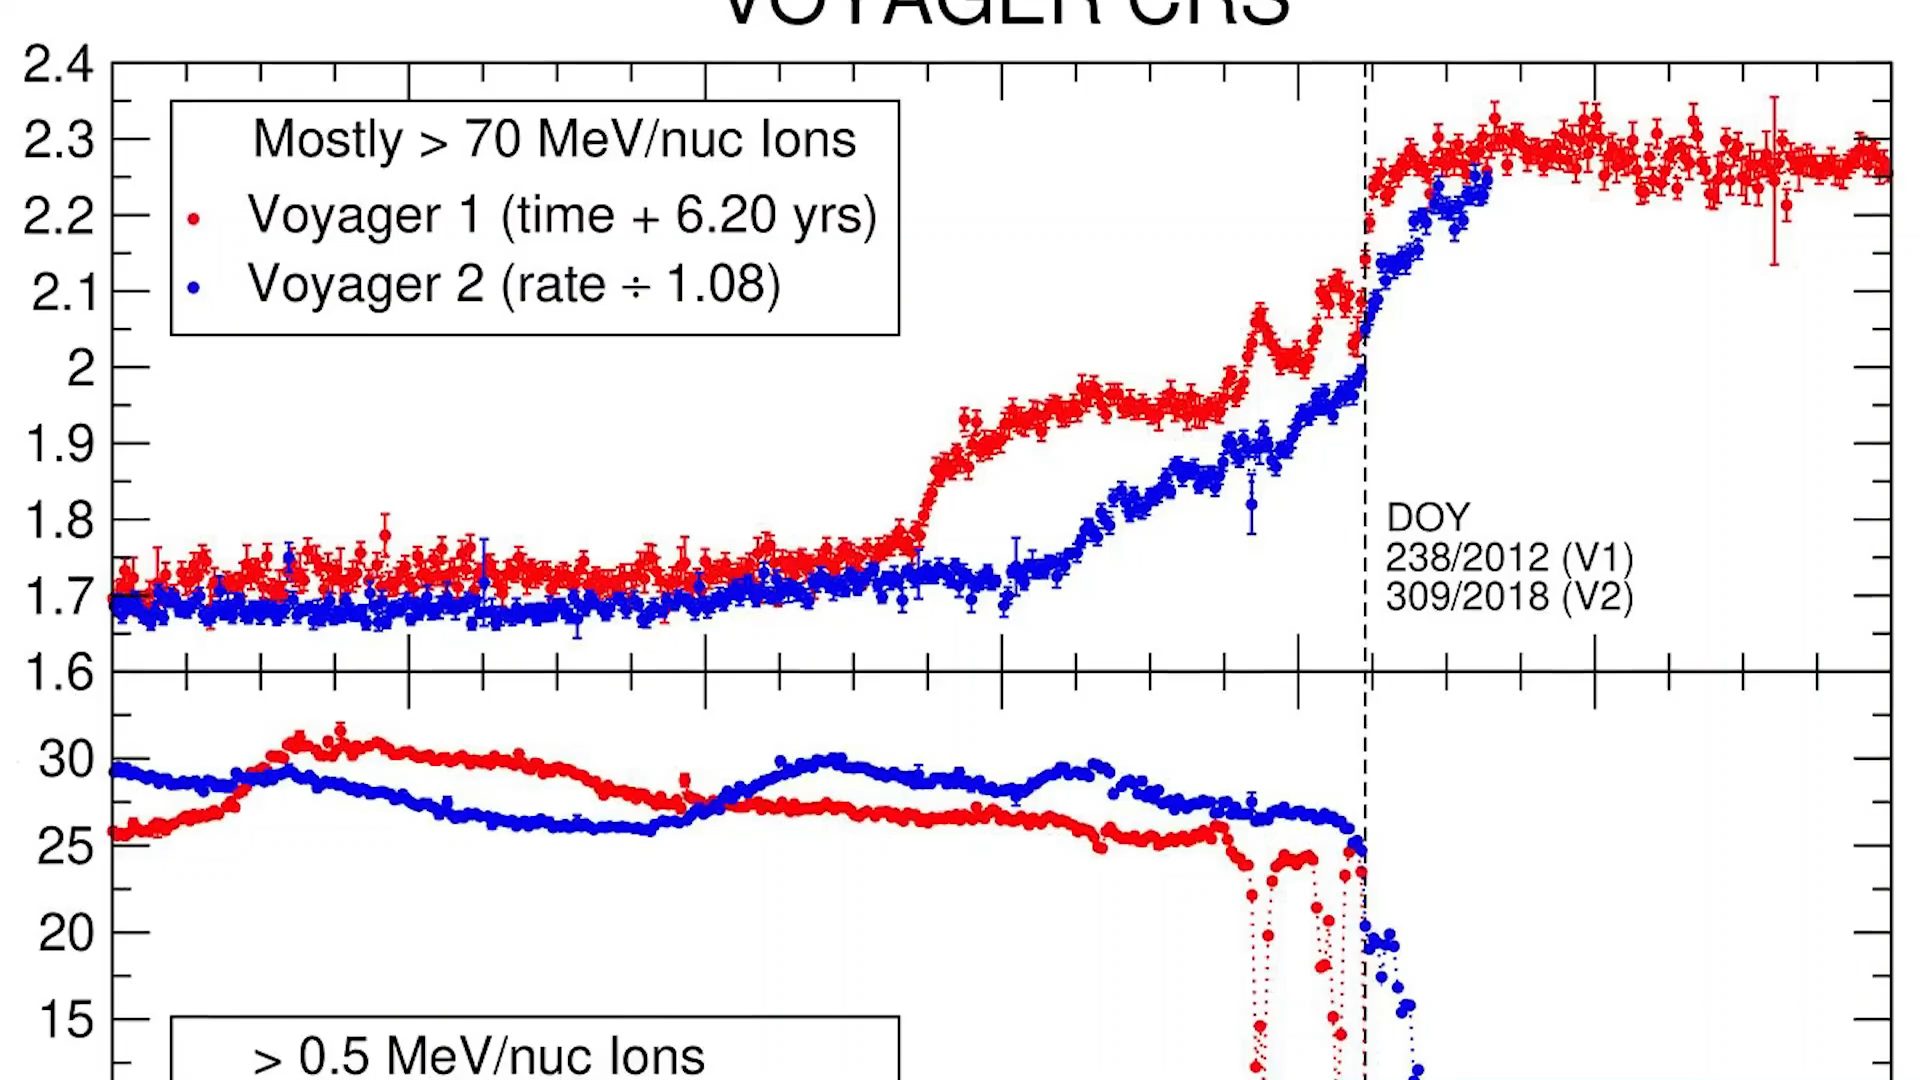 VOYAGER CRS
2.4
2.3
2.2
2.1
2
1.9
1.8
1.7
1.6
Mostly > 70 MeV/nuc Ions
Voyager 1 (time + 6.20 yrs)
Voyager 2 (rate ÷ 1.08)
DOY
238/2012 (V1)
309/2018 (V2)
30
25
20
15
> 0.5 MeV/nuc Ions